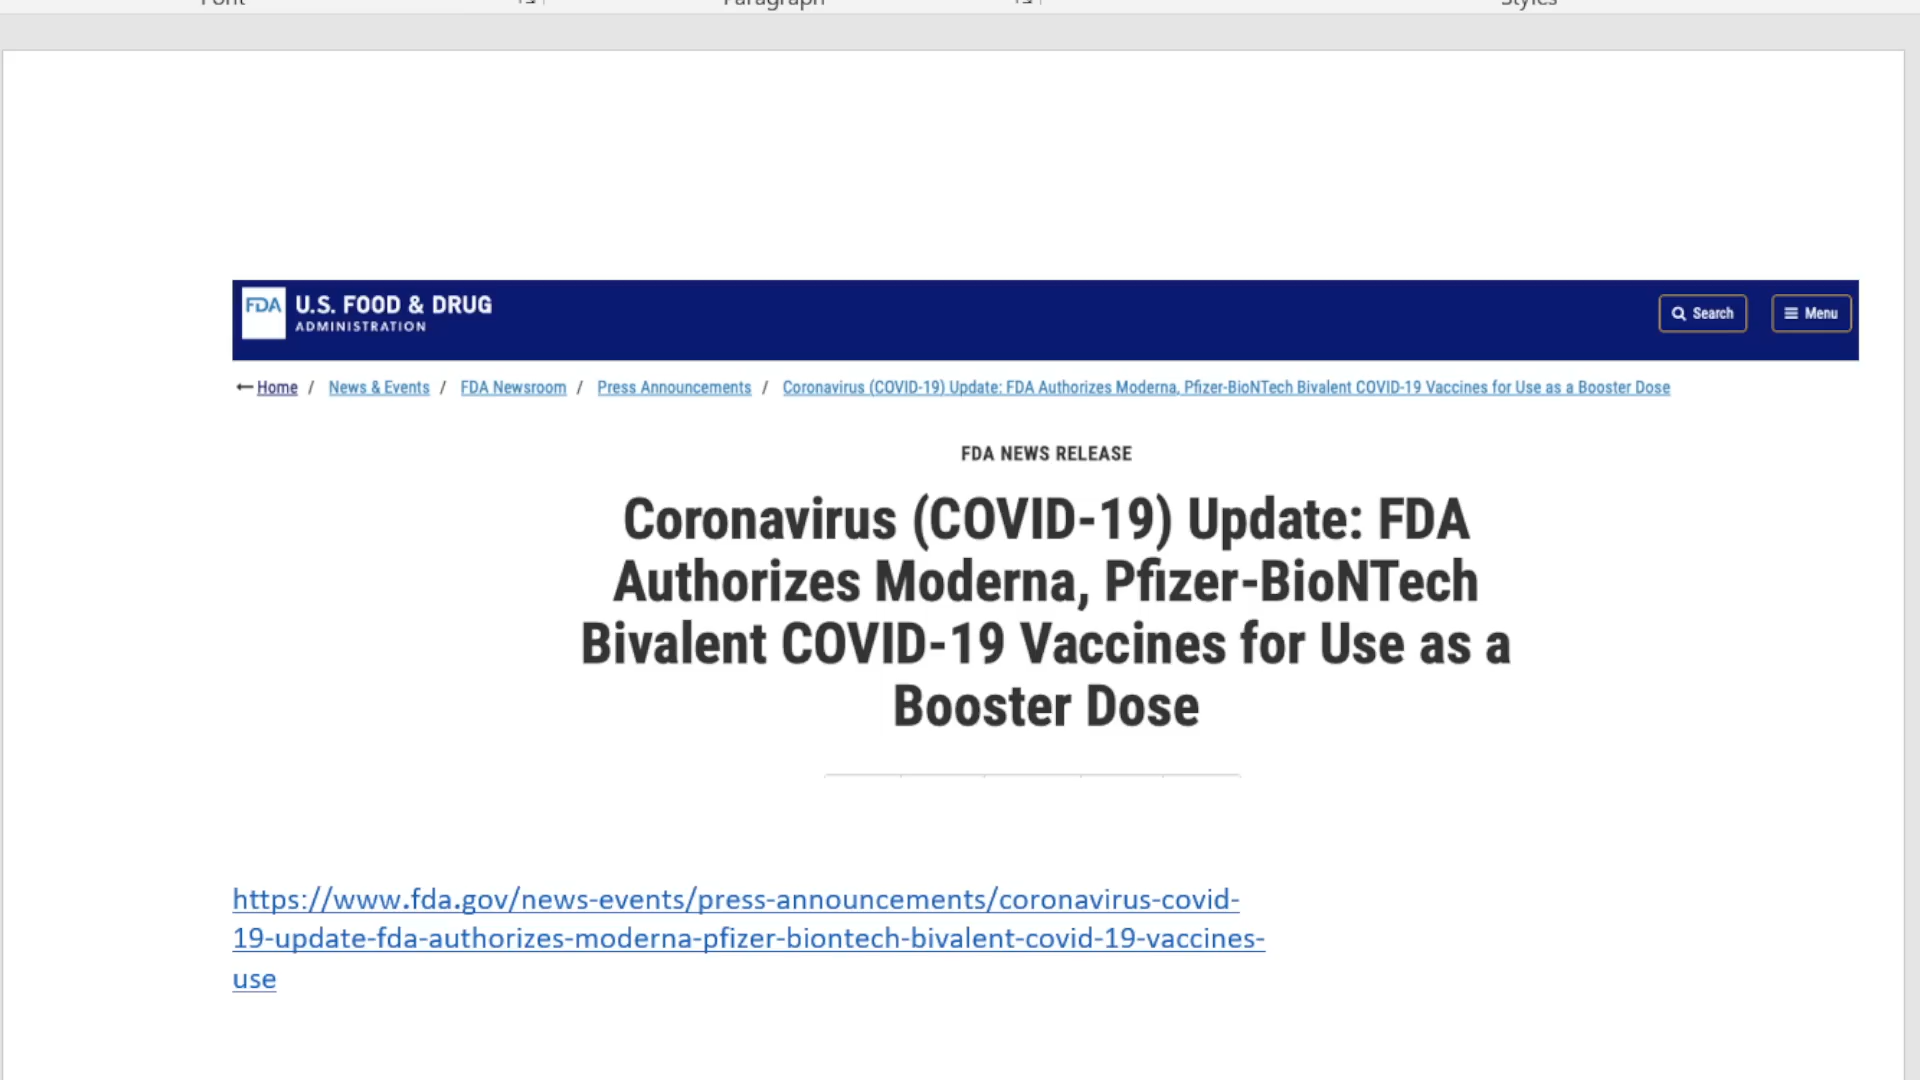 Font Paragraph Styles
FDA U.S. FOOD & DRUG
ADMINISTRATION
Search Menu
Home / News & Events / FDA Newsroom / Press Announcements / Coronavirus (COVID-19) Update: FDA Authorizes Moderna, Pfizer-BioNTech Bivalent COVID-19 Vaccines for Use as a Booster Dose
FDA NEWS RELEASE
Coronavirus (COVID-19) Update: FDA
Authorizes Moderna, Pfizer-BioNTech
Bivalent COVID-19 Vaccines for Use as a
Booster Dose
https://www.fda.gov/news-events/press-announcements/coronavirus-covid-
19-update-fda-authorizes-moderna-pfizer-biontech-bivalent-covid-19-vaccines-
use